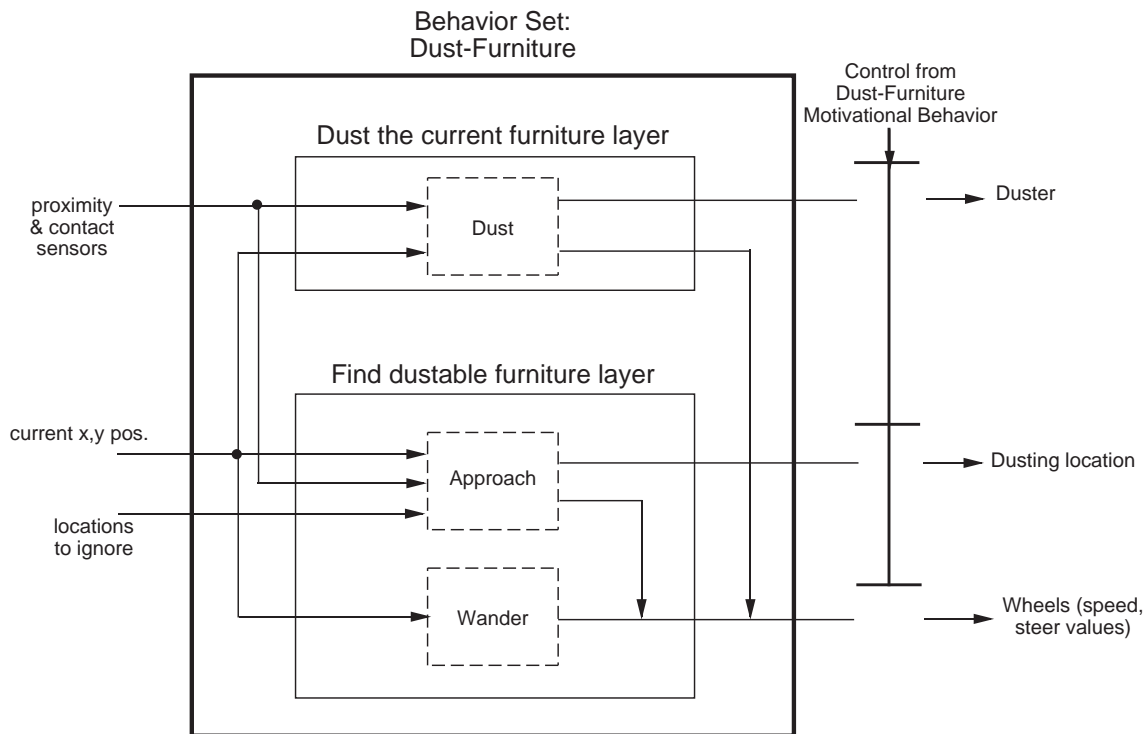 Behavior Set:
Dust-Furniture
Control from
Dust-Furniture
Motivational Behavior
Dust the current furniture layer
proximity
& contact
sensors
Dust
Duster
Find dustable furniture layer
current x,y pos.
Approach
Dusting location
locations
to ignore
Wander
Wheels (speed,
steer values)